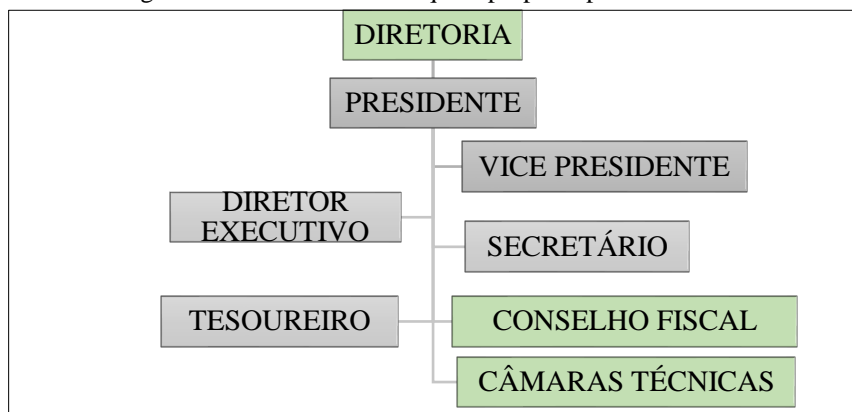 DIRETORIA
PRESIDENTE
VICE PRESIDENTE
DIRETOR
EXECUTIVO
SECRETÁRIO
TESOUREIRO
CONSELHO FISCAL
CÂMARAS TÉCNICAS